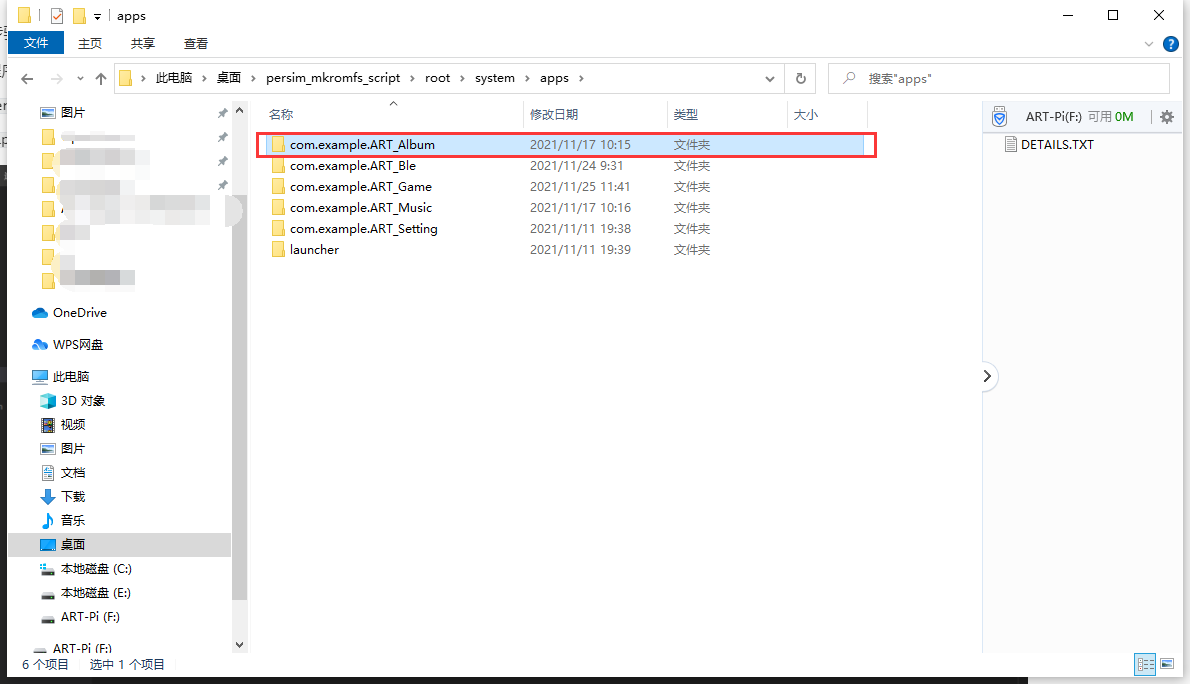 apps
文件 主页 共享 查看
此电脑 桌面 persim_mkromfs_script root system apps
搜索"apps"
图片
OneDrive
WPS网盘
此电脑
3D 对象
视频
图片
文档
下载
音乐
桌面
本地磁盘 (C:)
本地磁盘 (E:)
ART-Pi (F:)
ART-Pi (F:)
名称 修改日期 类型 大小
com.example.ART_Album 2021/11/17 10:15 文件夹
com.example.ART_Ble 2021/11/24 9:31 文件夹
com.example.ART_Game 2021/11/25 11:41 文件夹
com.example.ART_Music 2021/11/17 10:16 文件夹
com.example.ART_Setting 2021/11/11 19:38 文件夹
launcher 2021/11/11 19:39 文件夹
ART-Pi(F:) 可用 0M
DETAILS.TXT
6 个项目 选中 1 个项目